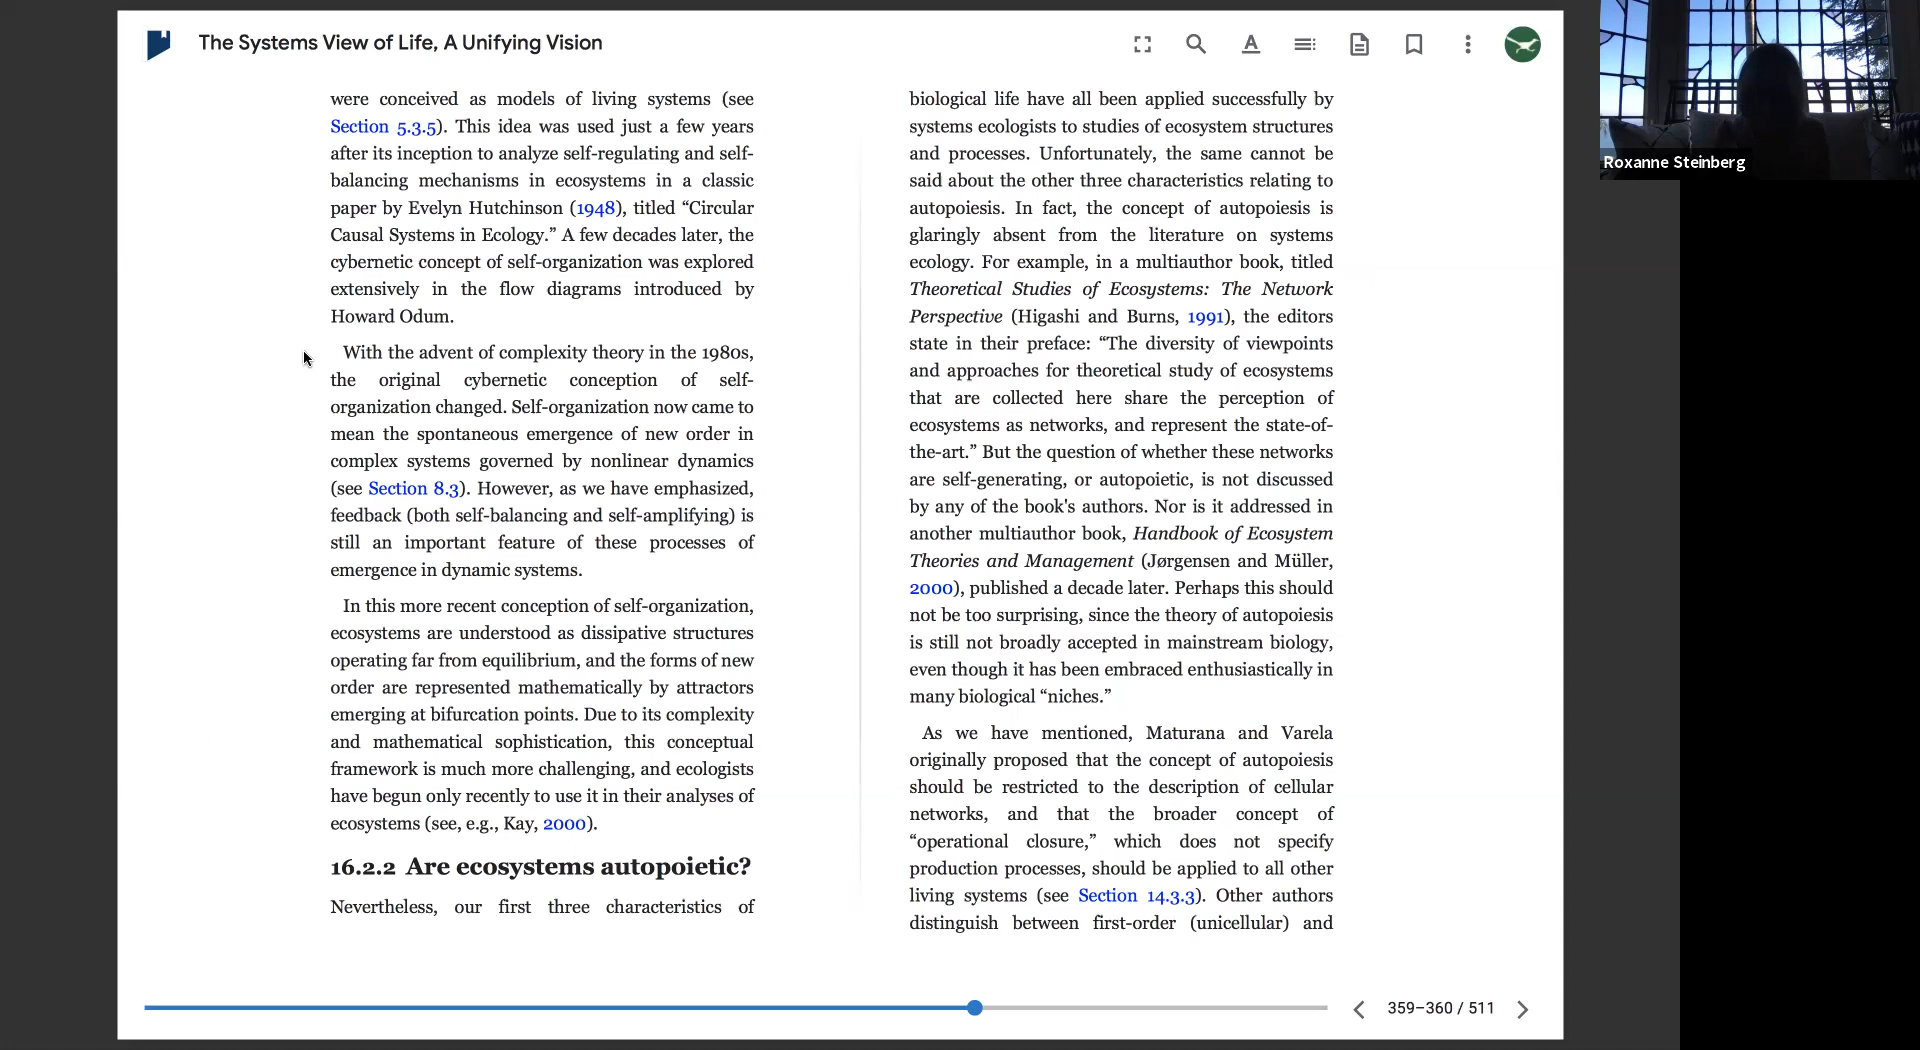 The Systems View of Life, A Unifying Vision
were conceived as models of living systems (see
Section 5.3.5). This idea was used just a few years
after its inception to analyze self-regulating and self-
balancing mechanisms in ecosystems in a classic
paper by Evelyn Hutchinson (1948), titled “Circular
Causal Systems in Ecology.” A few decades later, the
cybernetic concept of self-organization was explored
extensively in the flow diagrams introduced by
Howard Odum.
With the advent of complexity theory in the 1980s,
the original cybernetic conception of self-
organization changed. Self-organization now came to
mean the spontaneous emergence of new order in
complex systems governed by nonlinear dynamics
(see Section 8.3). However, as we have emphasized,
feedback (both self-balancing and self-amplifying) is
still an important feature of these processes of
emergence in dynamic systems.
In this more recent conception of self-organization,
ecosystems are understood as dissipative structures
operating far from equilibrium, and the forms of new
order are represented mathematically by attractors
emerging at bifurcation points. Due to its complexity
and mathematical sophistication, this conceptual
framework is much more challenging, and ecologists
have begun only recently to use it in their analyses of
ecosystems (see, e.g., Kay, 2000).
16.2.2 Are ecosystems autopoietic?
Nevertheless, our first three characteristics of
biological life have all been applied successfully by
systems ecologists to studies of ecosystem structures
and processes. Unfortunately, the same cannot be
said about the other three characteristics relating to
autopoiesis. In fact, the concept of autopoiesis is
glaringly absent from the literature on systems
ecology. For example, in a multiauthor book, titled
Theoretical Studies of Ecosystems: The Network
Perspective (Higashi and Burns, 1991), the editors
state in their preface: “The diversity of viewpoints
and approaches for theoretical study of ecosystems
that are collected here share the perception of
ecosystems as networks, and represent the state-of-
the-art.” But the question of whether these networks
are self-generating, or autopoietic, is not discussed
by any of the book's authors. Nor is it addressed in
another multiauthor book, Handbook of Ecosystem
Theories and Management (Jørgensen and Müller,
2000), published a decade later. Perhaps this should
not be too surprising, since the theory of autopoiesis
is still not broadly accepted in mainstream biology,
even though it has been embraced enthusiastically in
many biological “niches.”
As we have mentioned, Maturana and Varela
originally proposed that the concept of autopoiesis
should be restricted to the description of cellular
networks, and that the broader concept of
“operational closure,” which does not specify
production processes, should be applied to all other
living systems (see Section 14.3.3). Other authors
distinguish between first-order (unicellular) and
359–360 / 511
Roxanne Steinberg